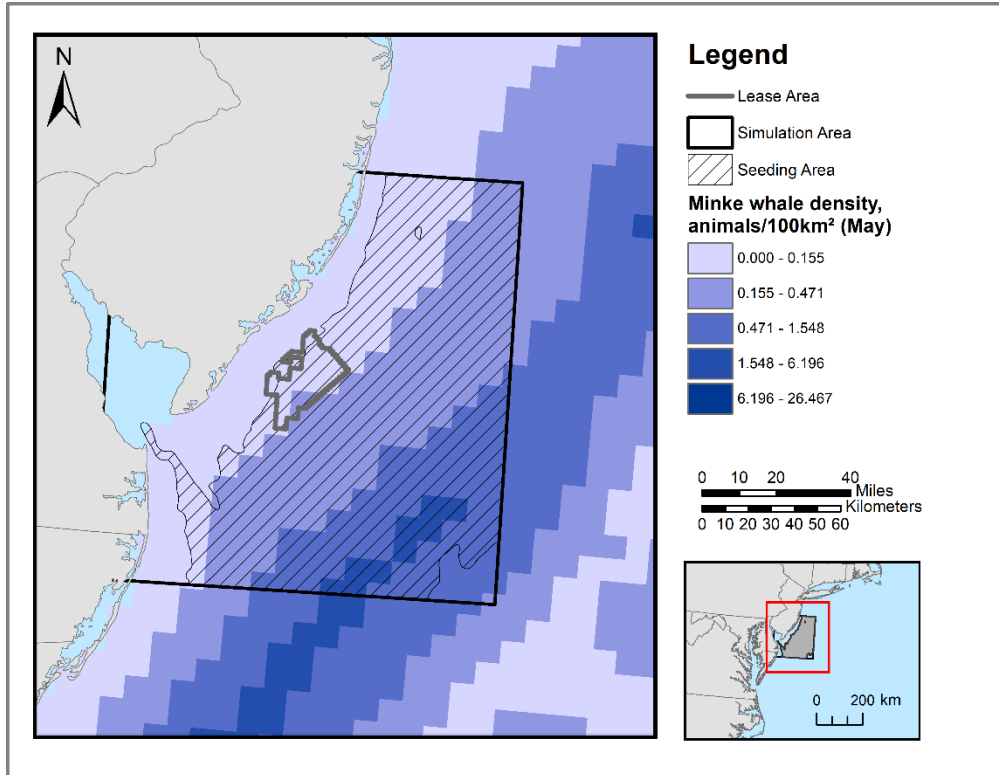 N
Legend
Lease Area
Simulation Area
Seeding Area
Minke whale density,
animals/100km² (May)
0.000 - 0.155
0.155 - 0.471
0.471 - 1.548
1.548 - 6.196
6.196 - 26.467
0 10 20 40
Miles
Kilometers
0 10 20 30 40 50 60
0 200 km